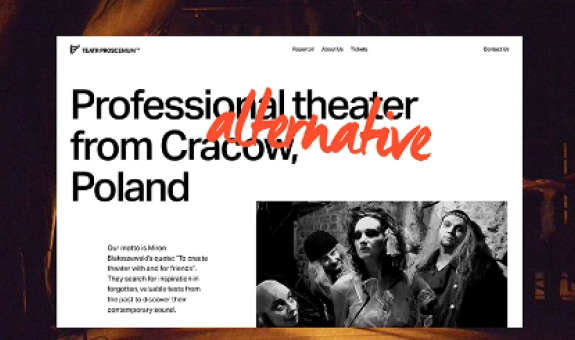 TEATR PROSCENIUM™
Repertoir About Us Tickets
Contact Us
Professional theater
alternative
from Cracow,
Poland
Our motto is Miron
Białoszewski's quote: "To create
theater with and for friends".
They search for inspiration in
forgotten, valuable texts from
the past to discover their
contemporary sound.